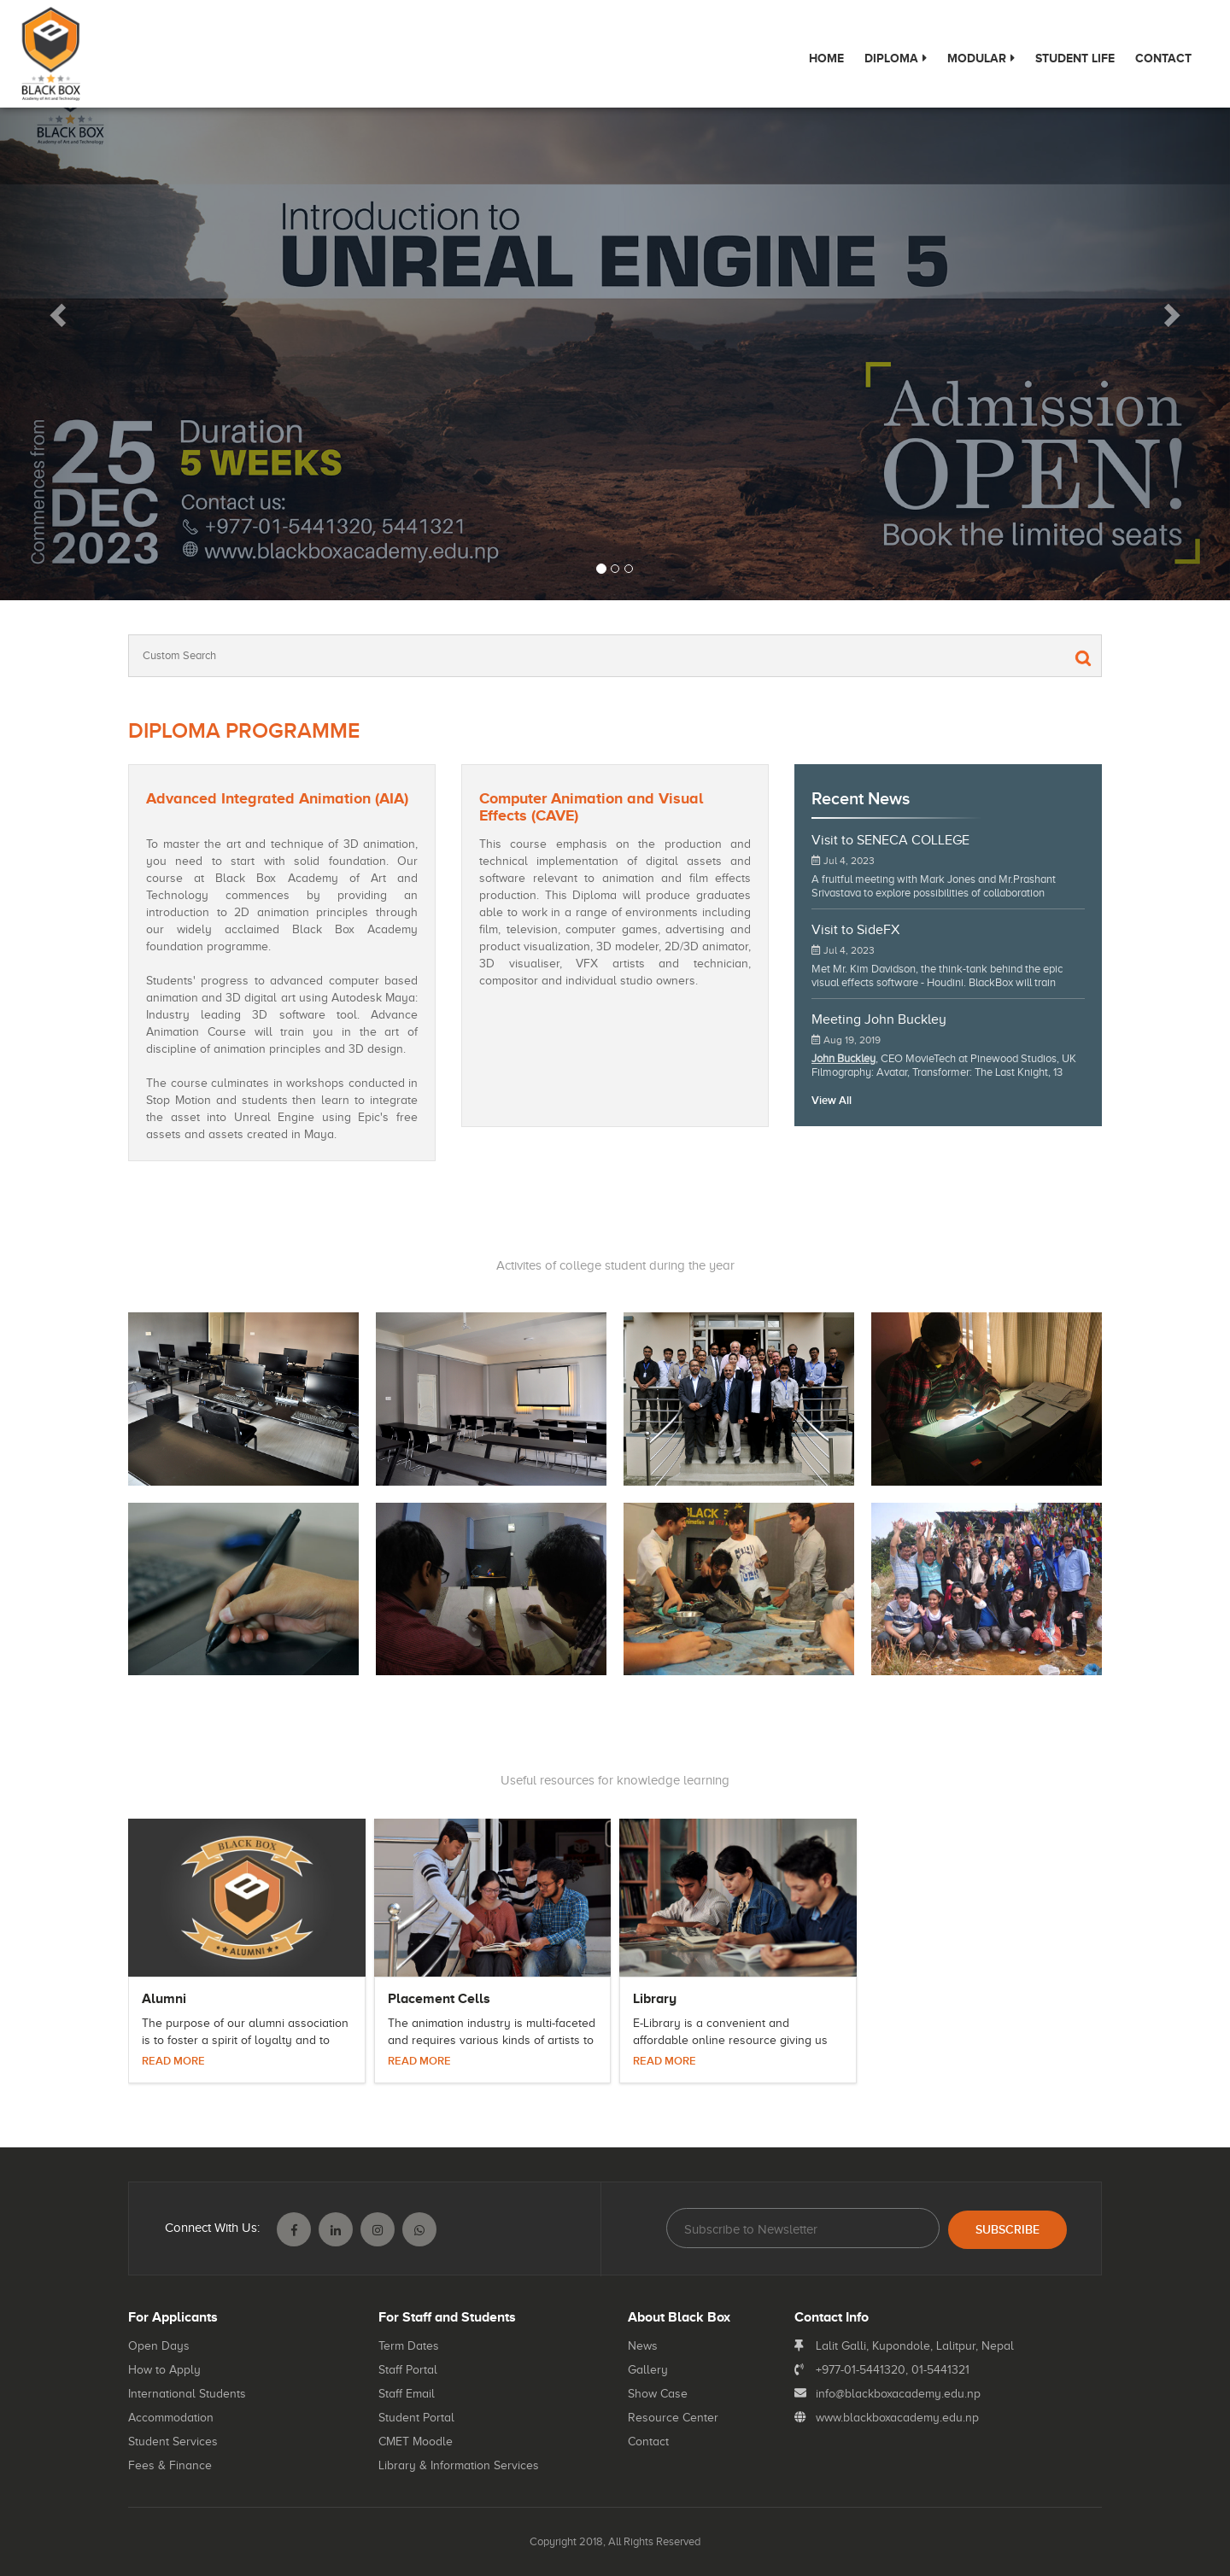 BLACK BOX
Academy of Art and Technology
HOME
DIPLOMA
MODULAR
STUDENT LIFE
CONTACT
BLACK BOX
Academy of Art and Technology
Introduction to
UNREAL ENGINE 5
Commences from
25
DEC
2023
Duration
5 WEEKS
Contact us:
+977-01-5441320, 5441321
www.blackboxacademy.edu.np
Admission
OPEN!
Book the limited seats
Custom Search
DIPLOMA PROGRAMME
Advanced Integrated Animation (AIA)
To master the art and technique of 3D animation,
you need to start with solid foundation. Our
course at Black Box Academy of Art and
Technology commences by providing an
introduction to 2D animation principles through
our widely acclaimed Black Box Academy
foundation programme.
Students' progress to advanced computer based
animation and 3D digital art using Autodesk Maya:
Industry leading 3D software tool. Advance
Animation Course will train you in the art of
discipline of animation principles and 3D design.
The course culminates in workshops conducted in
Stop Motion and students then learn to integrate
the asset into Unreal Engine using Epic's free
assets and assets created in Maya.
Computer Animation and Visual
Effects (CAVE)
This course emphasis on the production and
technical implementation of digital assets and
software relevant to animation and film effects
production. This Diploma will produce graduates
able to work in a range of environments including
film, television, computer games, advertising and
product visualization, 3D modeler, 2D/3D animator,
3D visualiser, VFX artists and technician,
compositor and individual studio owners.
Recent News
Visit to SENECA COLLEGE
Jul 4, 2023
A fruitful meeting with Mark Jones and Mr.Prashant
Srivastava to explore possibilities of collaboration
Visit to SideFX
Jul 4, 2023
Met Mr. Kim Davidson, the think-tank behind the epic
visual effects software - Houdini. BlackBox will train
Meeting John Buckley
Aug 19, 2019
John Buckley, CEO MovieTech at Pinewood Studios, UK
Filmography: Avatar, Transformer: The Last Knight, 13
View All
Activites of college student during the year
BLACK
Useful resources for knowledge learning
BLACK BOX
ALUMNI
Alumni
The purpose of our alumni association
is to foster a spirit of loyalty and to
READ MORE
Placement Cells
The animation industry is multi-faceted
and requires various kinds of artists to
READ MORE
Library
E-Library is a convenient and
affordable online resource giving us
READ MORE
Connect With Us:
Subscribe to Newsletter
SUBSCRIBE
For Applicants
Open Days
How to Apply
International Students
Accommodation
Student Services
Fees & Finance
For Staff and Students
Term Dates
Staff Portal
Staff Email
Student Portal
CMET Moodle
Library & Information Services
About Black Box
News
Gallery
Show Case
Resource Center
Contact
Contact Info
Lalit Galli, Kupondole, Lalitpur, Nepal
+977-01-5441320, 01-5441321
info@blackboxacademy.edu.np
www.blackboxacademy.edu.np
Copyright 2018, All Rights Reserved